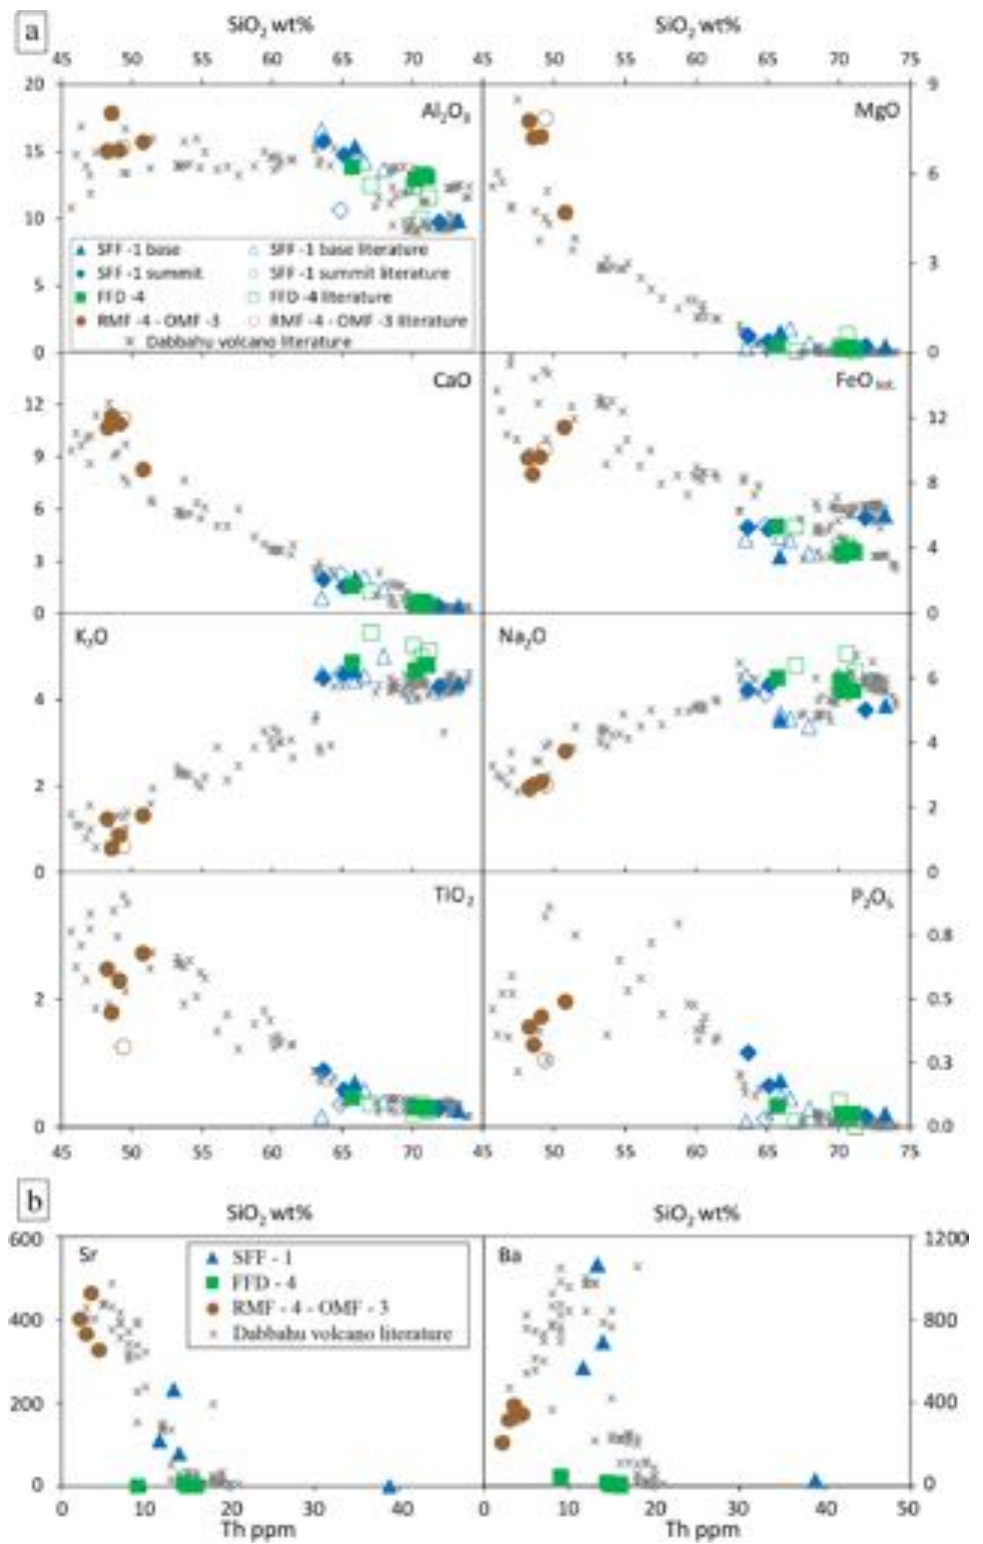 a
SiO2 wt%
SiO2 wt%
45 50 55 60 65 70 45 50 55 60 65 70 75
20 Al2O3 MgO 9
15 6
10
SFF -1 base SFF -1 base literature
SFF -1 summit SFF -1 summit literature
5 3
FFD -4 FFD -4 literature
RMF -4 - OMF -3 RMF -4 - OMF -3 literature
Dabbahu volcano literature
0 0
CaO FeO tot.
12 12
9 8
6
3 4
0 0
K2O Na2O
4 6
4
2 2
0 0
TiO2 P2O5
0.8
2 0.5
0.3
0 0.0
45 50 55 60 65 70 45 50 55 60 65 70 75
b
SiO2 wt%
SiO2 wt%
600 Sr Ba 1200
SFF - 1
FFD - 4
RMF - 4 - OMF - 3
Dabbahu volcano literature
400 800
200 400
0 0
0 10 20 30 40 0 10 20 30 40 50
Th ppm Th ppm